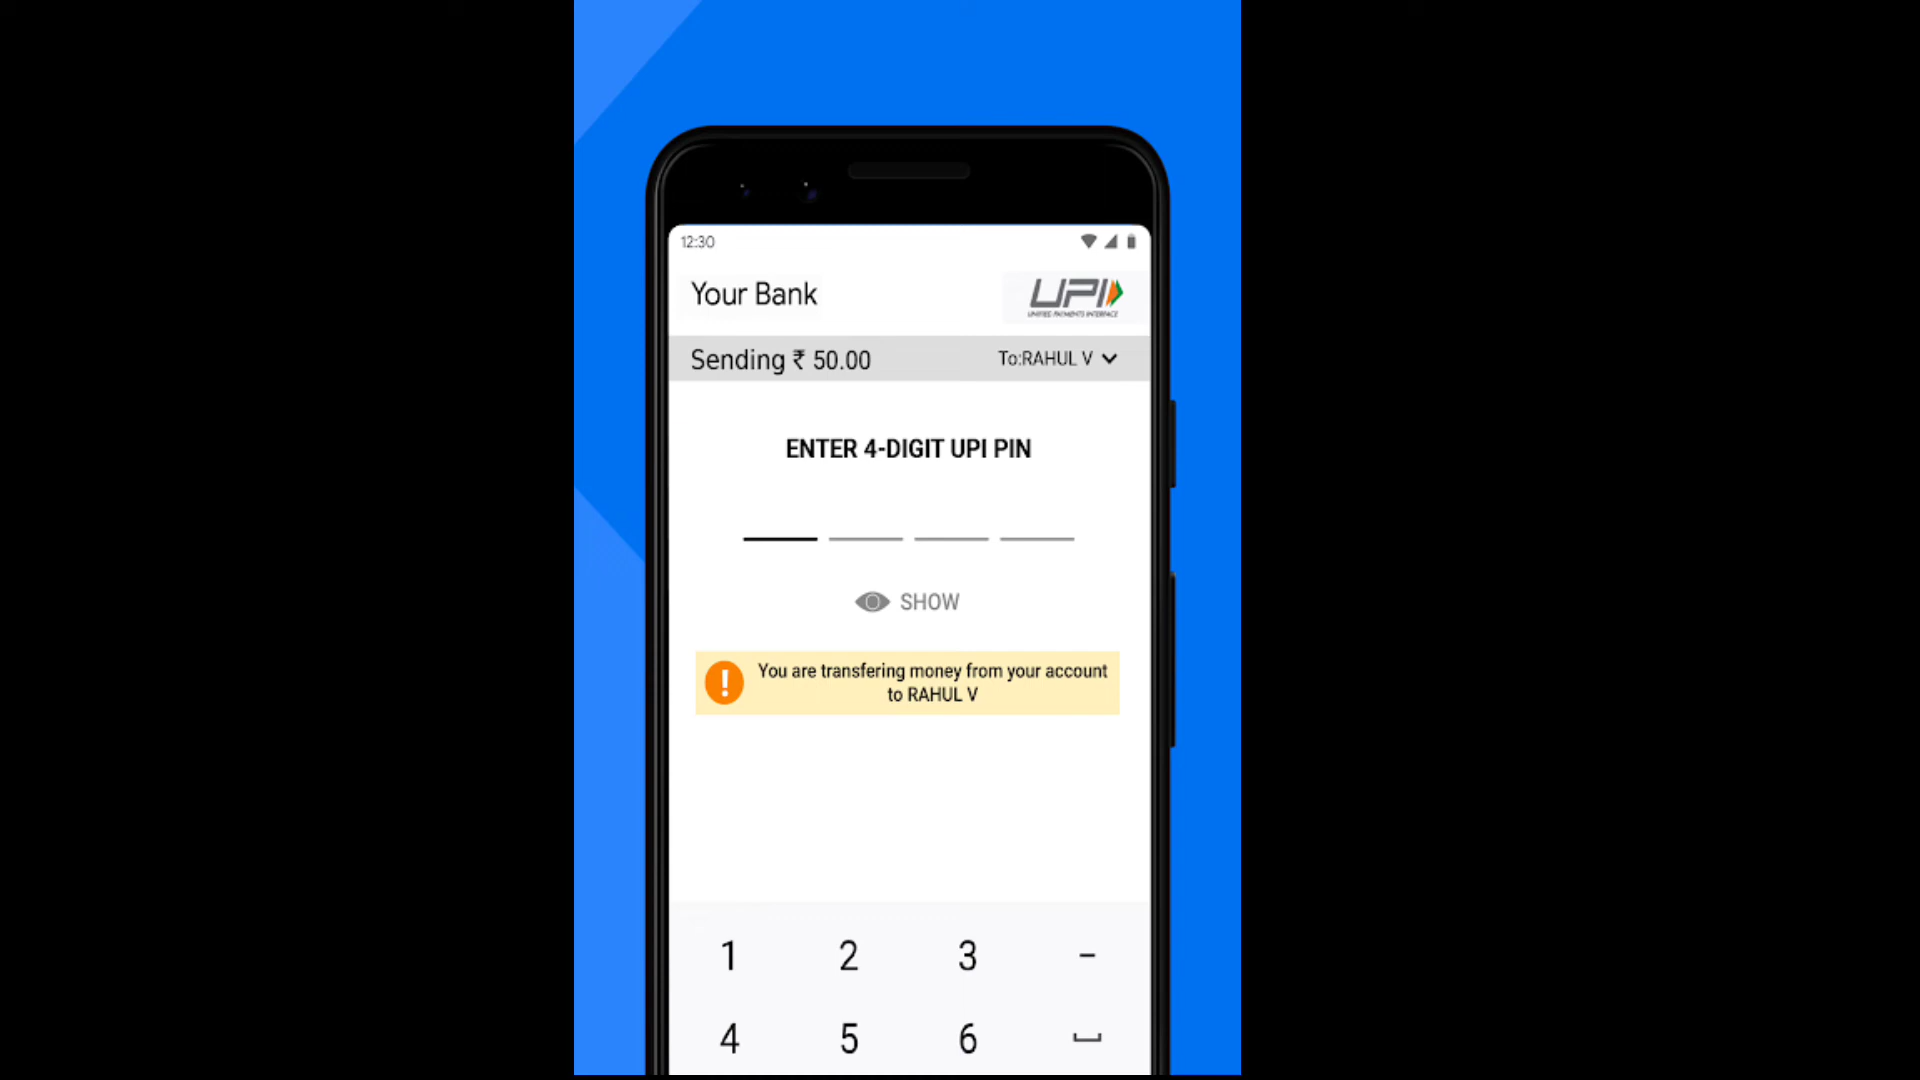 12:30
Your Bank
UPI
UNIFIED PAYMENTS INTERFACE
Sending ₹ 50.00
To:RAHUL V
ENTER 4-DIGIT UPI PIN
SHOW
You are transfering money from your account
to RAHUL V
1 2 3 -
4 5 6